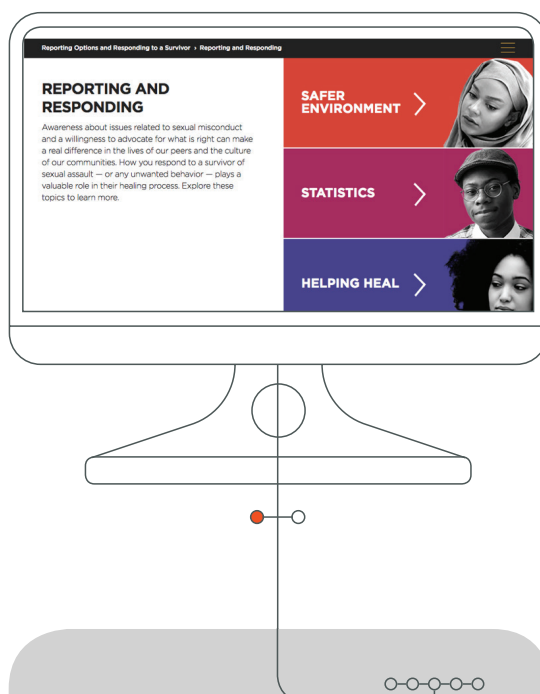 Reporting Options and Responding to a Survivor › Reporting and Responding
REPORTING AND
RESPONDING
Awareness about issues related to sexual misconduct
and a willingness to advocate for what is right can make
a real difference in the lives of our peers and the culture
of our communities. How you respond to a survivor of
sexual assault — or any unwanted behavior — plays a
valuable role in their healing process. Explore these
topics to learn more.
SAFER
ENVIRONMENT
STATISTICS
HELPING HEAL